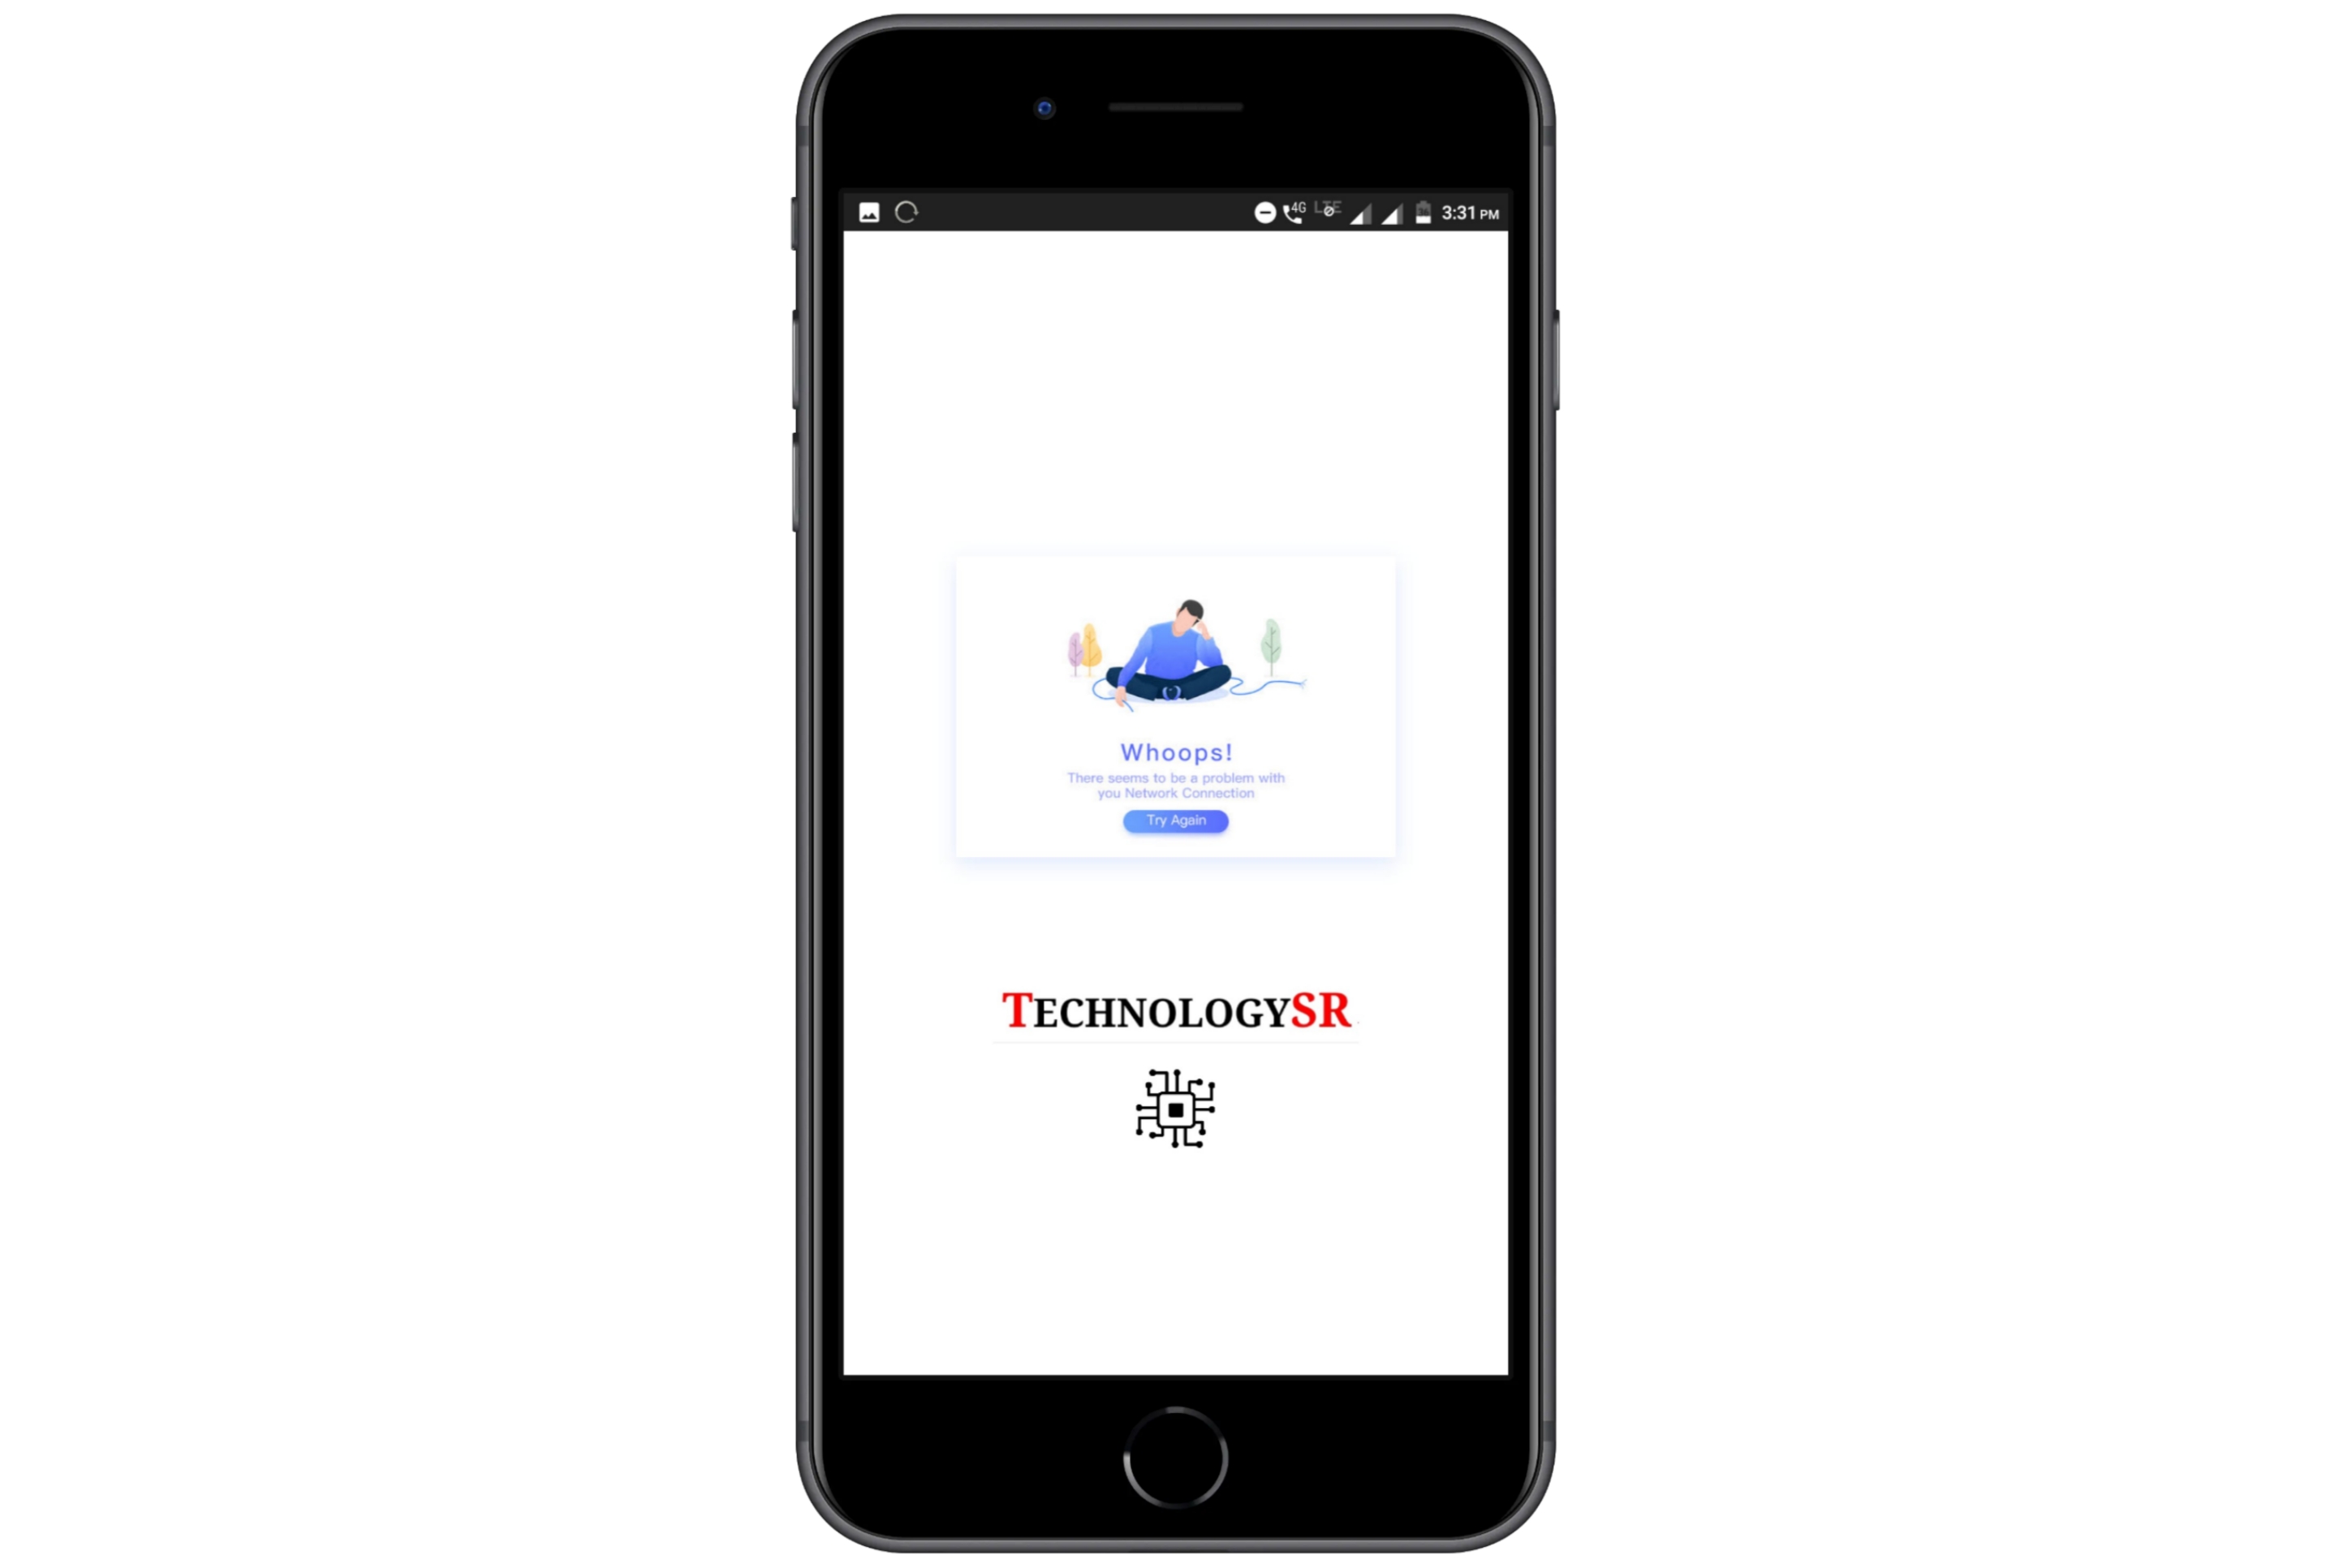 4G LTE 3:31 PM
Whoops!
There seems to be a problem with
you Network Connection
Try Again
TECHNOLOGYSR